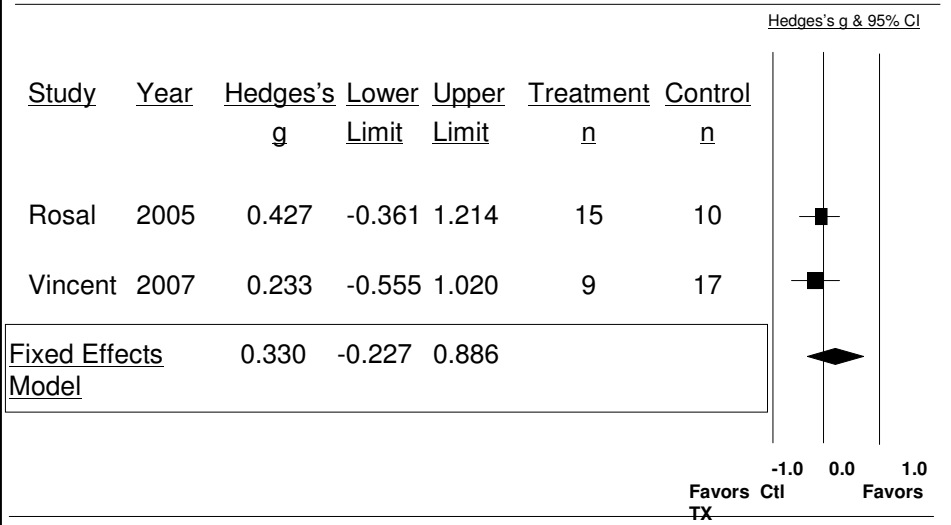 Hedges's g & 95% CI
Study Year Hedges's Lower Upper Treatment Control
g Limit Limit n n
Rosal 2005 0.427 -0.361 1.214 15 10
Vincent 2007 0.233 -0.555 1.020 9 17
Fixed Effects 0.330 -0.227 0.886
Model
-1.0 0.0 1.0
Favors Ctl Favors
TX